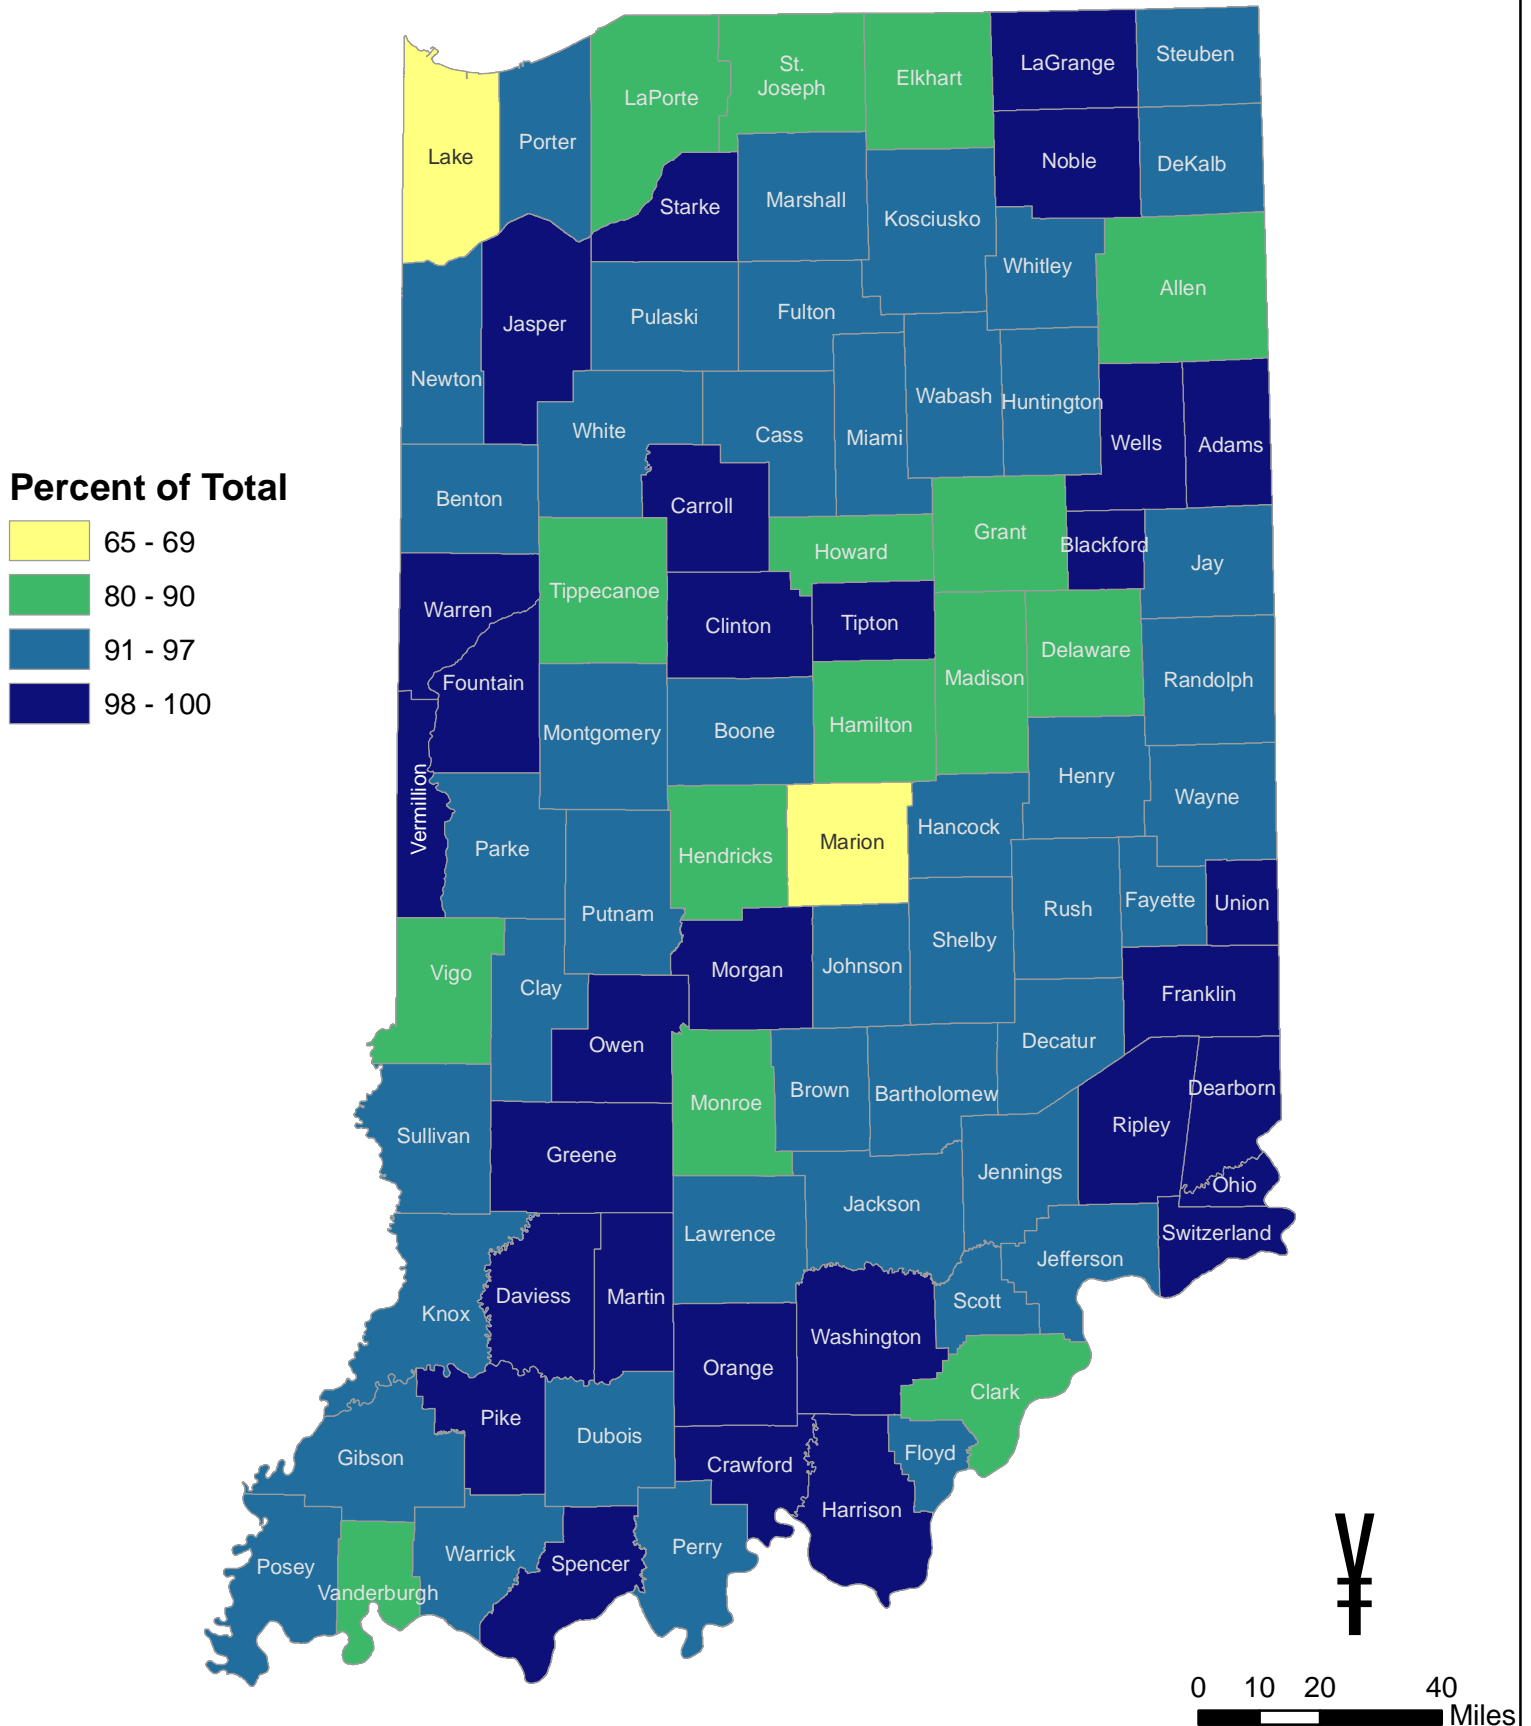 LaGrange
Steuben
St.
Joseph
Elkhart
LaPorte
Porter
Lake
Noble
DeKalb
Starke
Marshall
Kosciusko
Whitley
Allen
Jasper
Pulaski
Fulton
Newton
White
Cass
Miami
Wabash
Huntington
Wells
Adams
Percent of Total
65 - 69
80 - 90
91 - 97
98 - 100
Benton
Carroll
Howard
Grant
Blackford
Jay
Warren
Tippecanoe
Clinton
Tipton
Fountain
Madison
Delaware
Randolph
Montgomery
Boone
Hamilton
Henry
Wayne
Vermillion
Parke
Putnam
Hendricks
Marion
Hancock
Rush
Fayette
Union
Shelby
Vigo
Clay
Morgan
Johnson
Franklin
Owen
Decatur
Monroe
Brown
Bartholomew
Dearborn
Ripley
Sullivan
Greene
Jennings
Ohio
Jackson
Lawrence
Switzerland
Jefferson
Knox
Daviess
Martin
Scott
Washington
Orange
Clark
Pike
Dubois
Gibson
Crawford
Floyd
Harrison
Posey
Vanderburgh
Warrick
Spencer
Perry
0 10 20 40
Miles